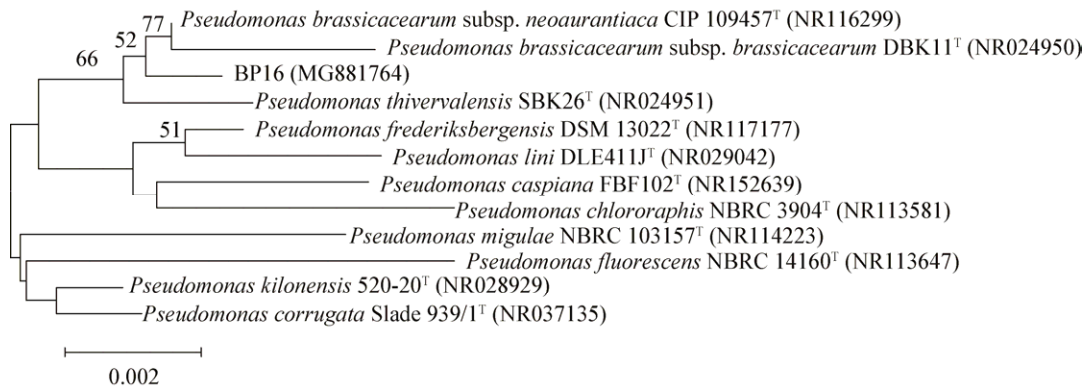 77
Pseudomonas brassicacearum subsp. neoaurantiaca CIP 109457ᵀ (NR116299)
52
Pseudomonas brassicacearum subsp. brassicacearum DBK11ᵀ (NR024950)
66
BP16 (MG881764)
Pseudomonas thivervalensis SBK26ᵀ (NR024951)
51
Pseudomonas frederiksbergensis DSM 13022ᵀ (NR117177)
Pseudomonas lini DLE411Jᵀ (NR029042)
Pseudomonas caspiana FBF102ᵀ (NR152639)
Pseudomonas chlororaphis NBRC 3904ᵀ (NR113581)
Pseudomonas migulae NBRC 103157ᵀ (NR114223)
Pseudomonas fluorescens NBRC 14160ᵀ (NR113647)
Pseudomonas kilonensis 520-20ᵀ (NR028929)
Pseudomonas corrugata Slade 939/1ᵀ (NR037135)
0.002